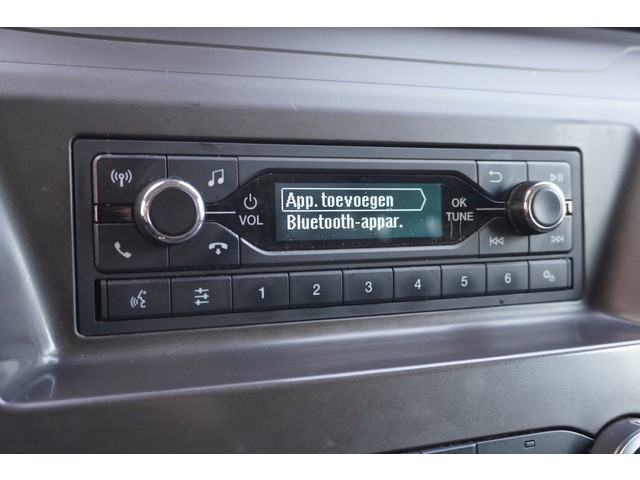 App. toevoegen
Bluetooth-appar.
VOL
OK
TUNE
1 2 3 4 5 6